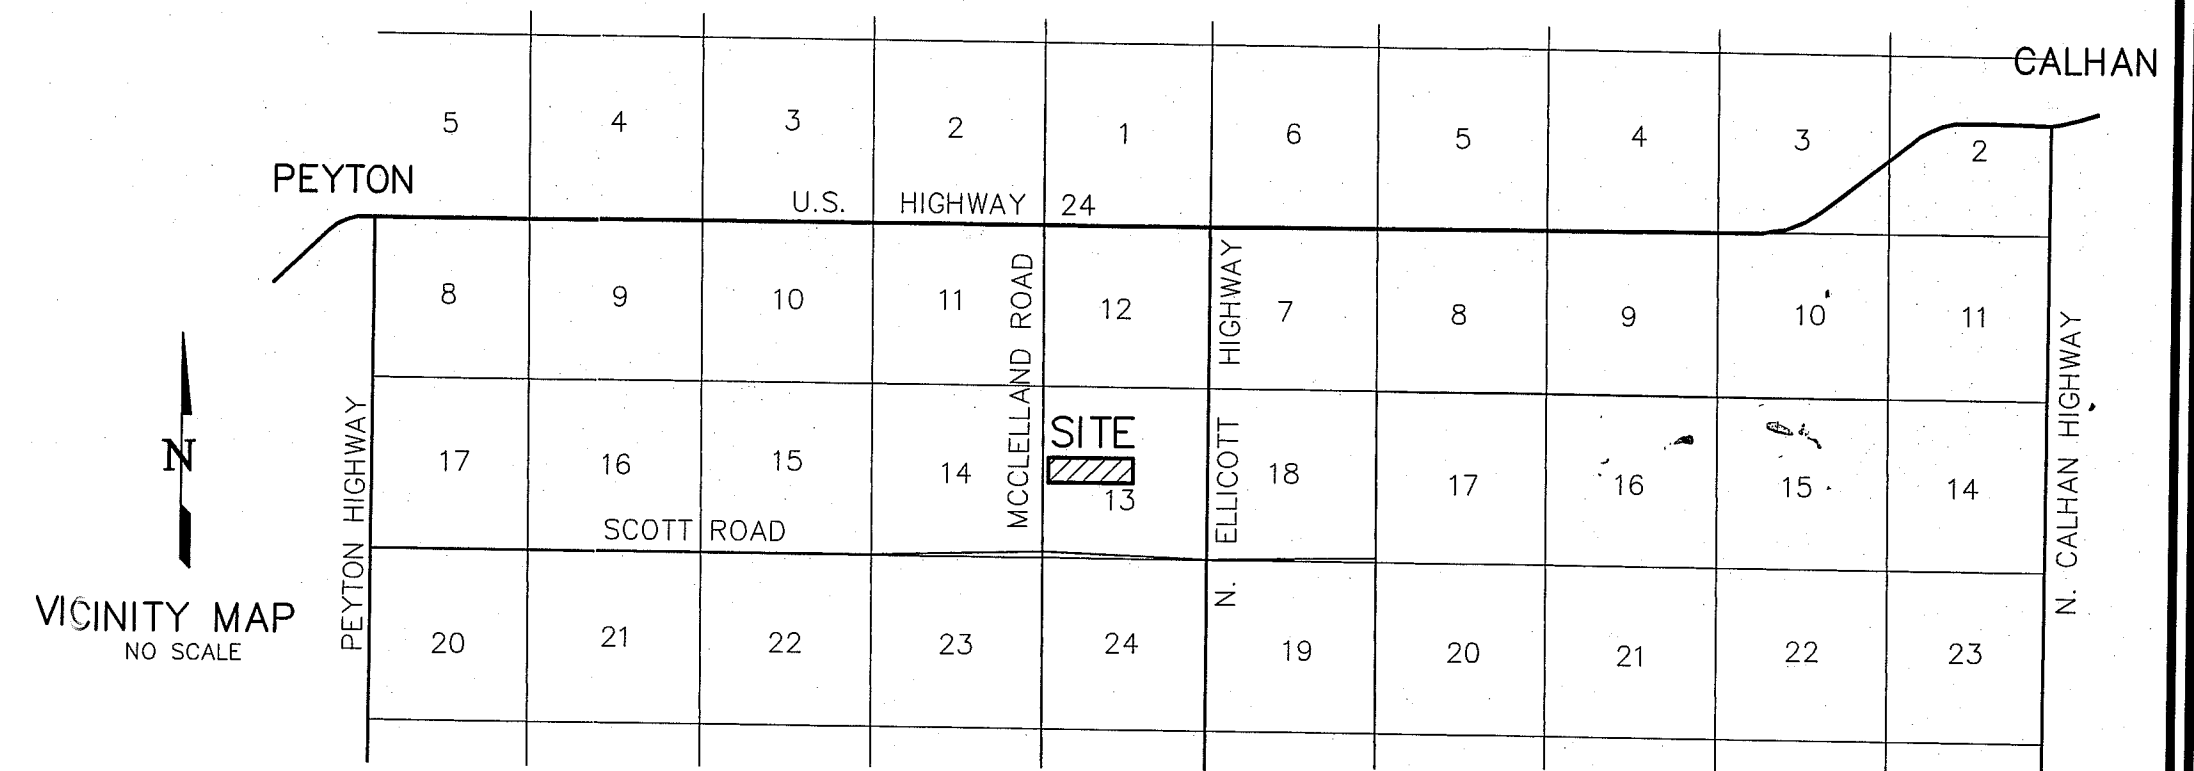 CALHAN
5 4 3 2 1 6 5 4 3 2
PEYTON
U.S. HIGHWAY 24
8 9 10 11 12 7 8 9 10 11
MCCLELLAND ROAD
N. ELLICOTT HIGHWAY
N. CALHAN HIGHWAY
PEYTON HIGHWAY
SITE
N
17 16 15 14 13 18 17 16 15 14
SCOTT ROAD
VICINITY MAP
NO SCALE
20 21 22 23 24 19 20 21 22 23